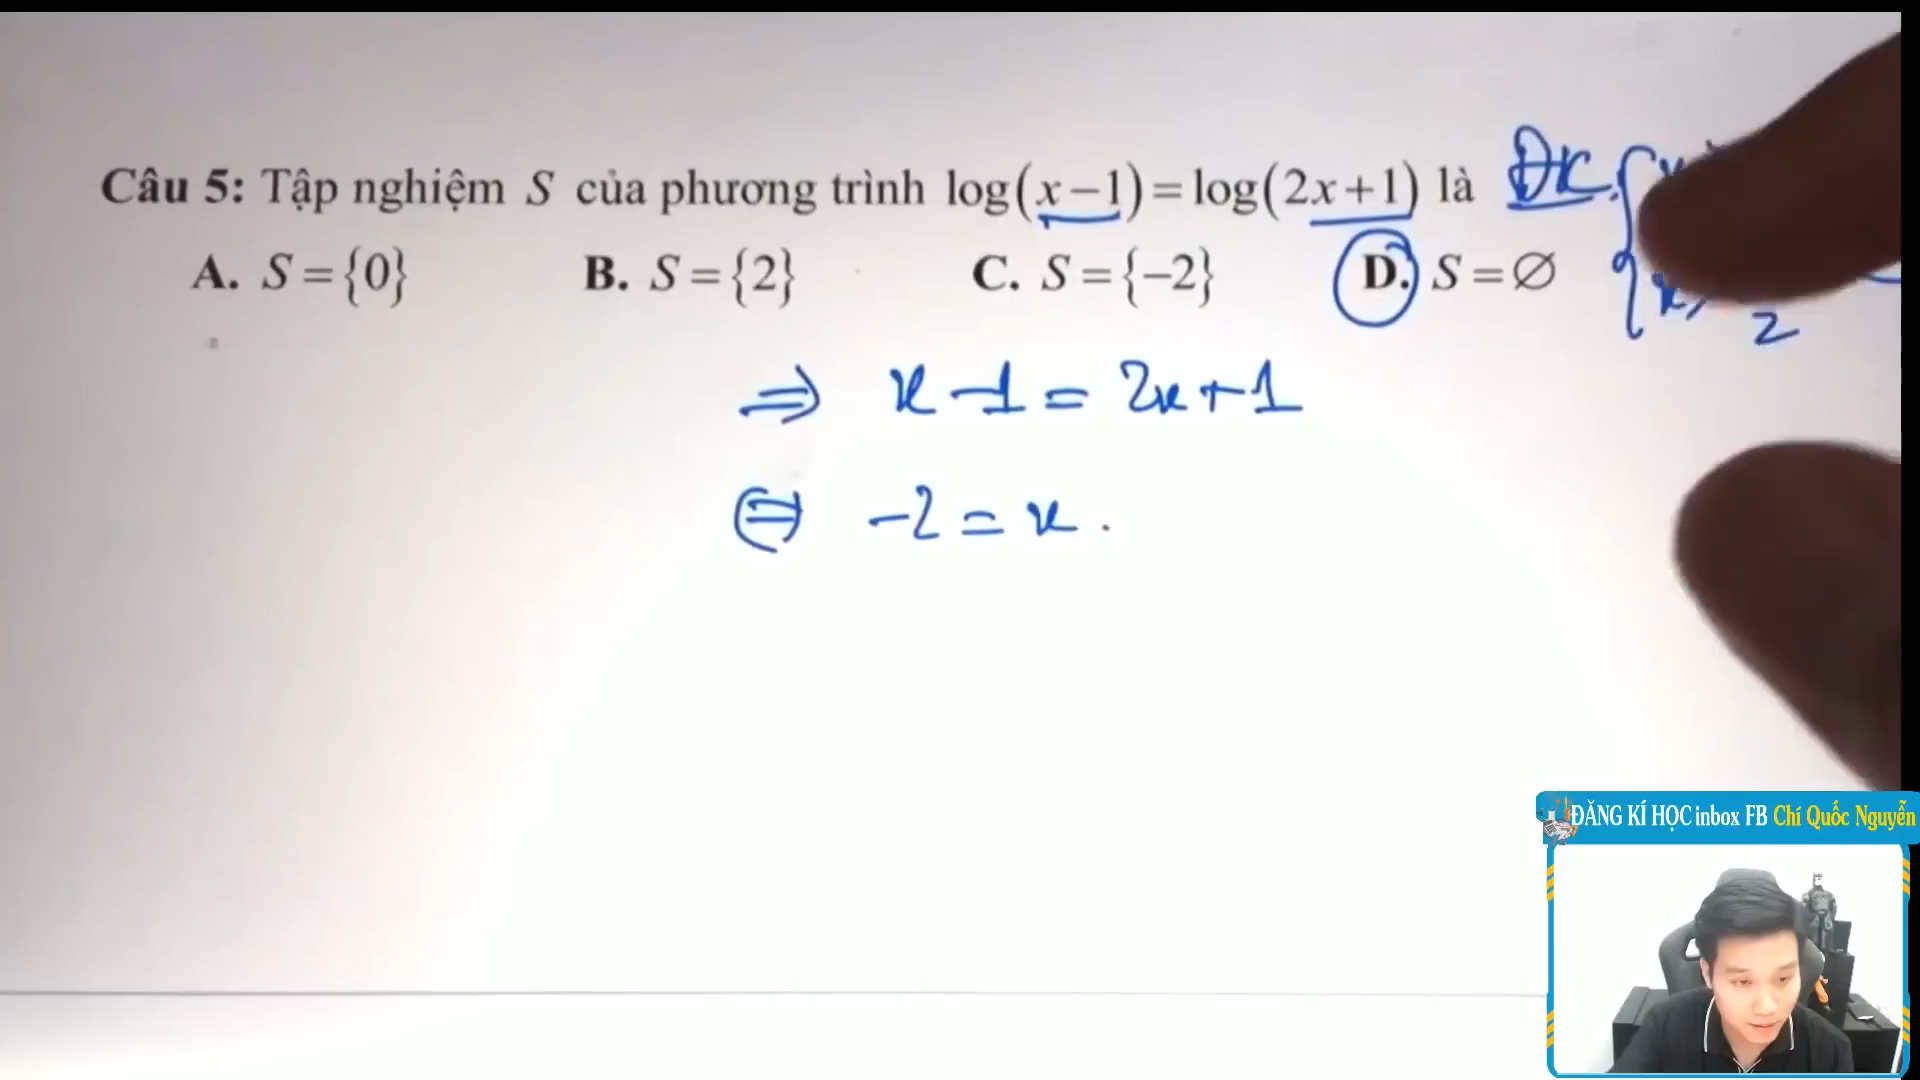 Câu 5: Tập nghiệm S của phương trình log(x−1)=log(2x+1) là ĐK:
A. S={0} B. S={2} C. S={−2} D. S=∅
2
⇒ x−1=2x+1
⇔ −2=x.
ĐĂNG KÍ HỌC inbox FB Chí Quốc Nguyễn